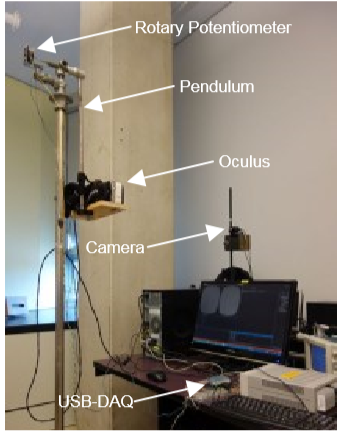 Rotary Potentiometer
Pendulum
Oculus
Camera
USB-DAQ